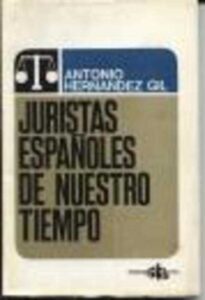 ANTONIO
HERNANDEZ GIL
JURISTAS
ESPAÑOLES
DE NUESTRO
TIEMPO